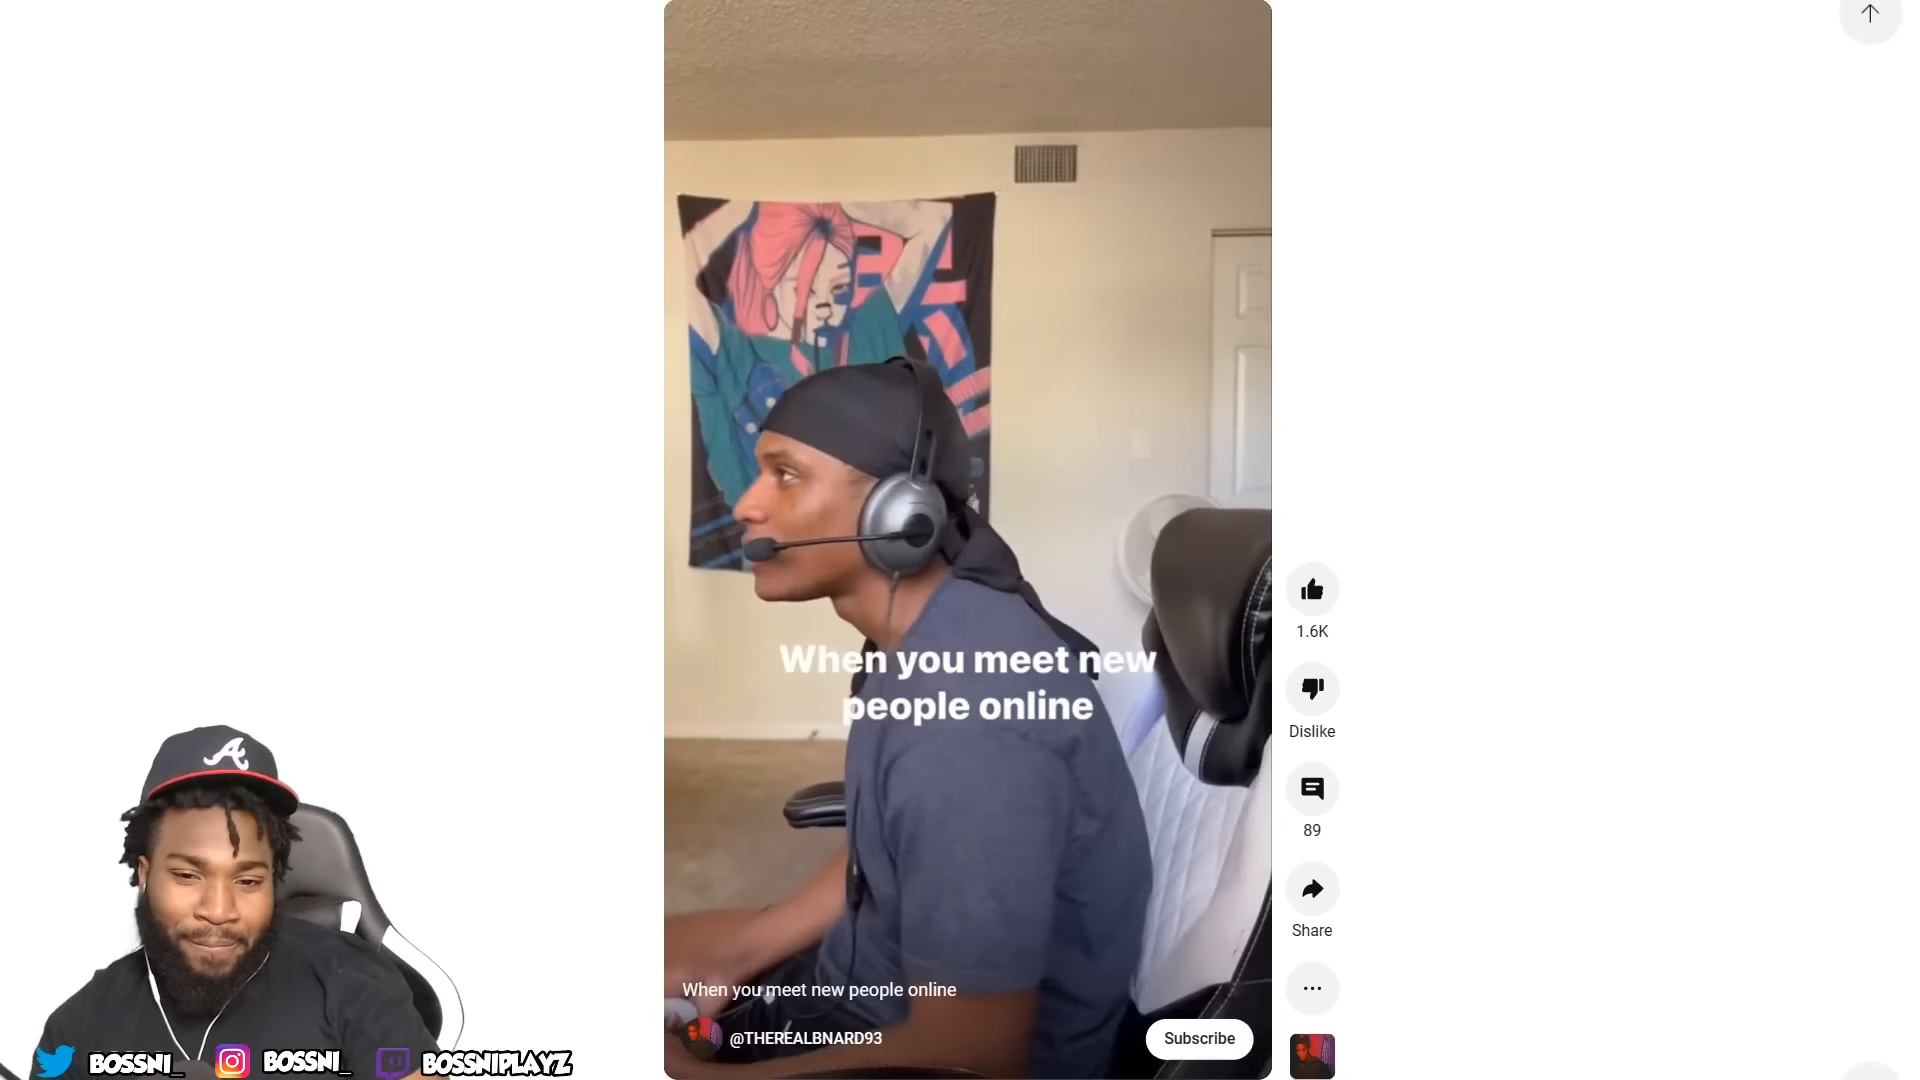 When you meet new
people online
1.6K
Dislike
89
Share
When you meet new people online
@THEREALBNARD93
Subscribe
A
BOSSNI_
BOSSNI_
BOSSNIPLAYZ